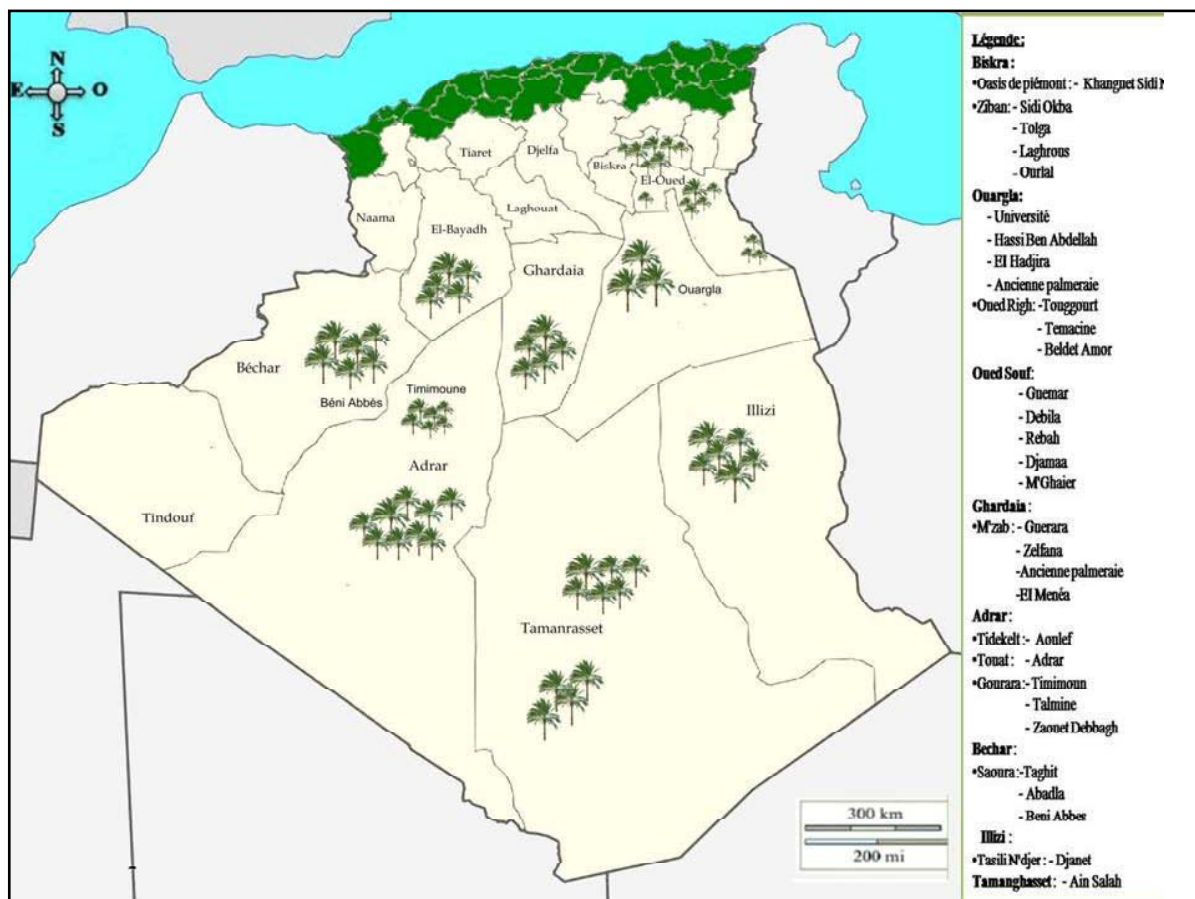 N
E
O
S
Tiaret
Djelfa
Biskra
El-Oued
Naama
Laghouat
El-Bayadh
Ghardaia
Ouargla
Béchar
Béni Abbès
Timimoune
Illizi
Adrar
Tindouf
Tamanrasset
300 km
200 mi
Légende:
Biskra :
•Oasis de piémont : - Khanguet Sidi N
•Ziban: - Sidi Okba
- Tolga
- Laghrous
- Ourlal
Ouargla:
- Université
- Hassi Ben Abdellah
- El Hadjira
- Ancienne palmeraie
•Oued Righ: -Touggourt
- Temacine
- Beldet Amor
Oued Souf:
- Guemar
- Debila
- Rebah
- Djamaa
- M'Ghaier
Ghardaia :
•M'zab : - Guerara
- Zelfana
-Ancienne palmeraie
-El Menéa
Adrar :
•Tidekelt :- Aoulef
•Touat : - Adrar
•Gourara:- Timimoun
- Talmine
- Zaouet Debbagh
Bechar :
•Saoura :-Taghit
- Abadla
- Beni Abbes
Illizi :
•Tasili N'djer : - Djanet
Tamanghasset : - Ain Salah